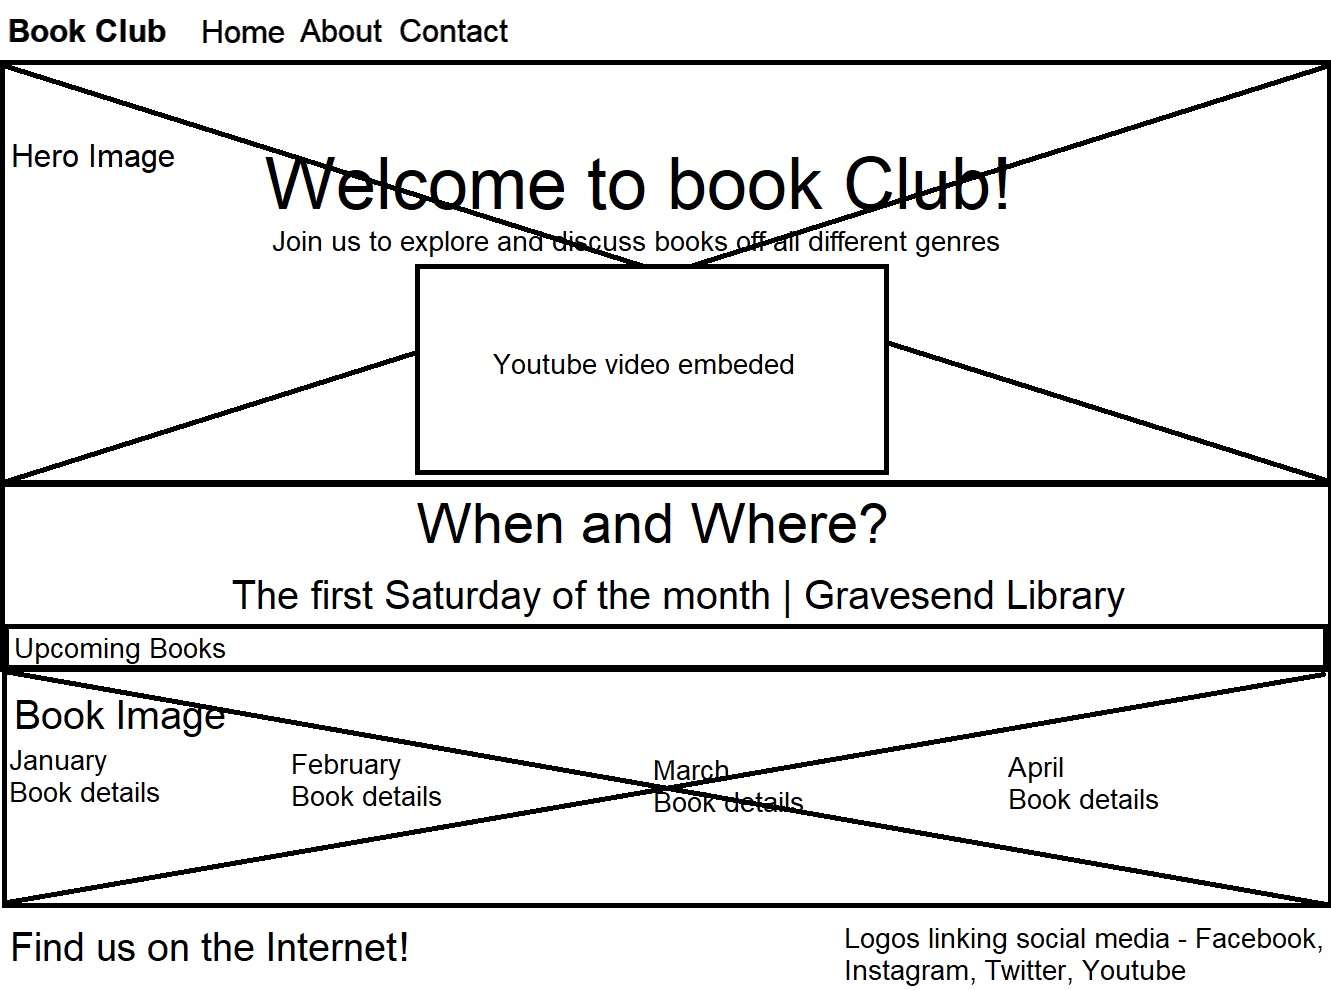 Book Club Home About Contact
Hero Image
Welcome to book Club!
Join us to explore and discuss books off all different genres
Youtube video embeded
When and Where?
The first Saturday of the month | Gravesend Library
Upcoming Books
Book Image
January
Book details
February
Book details
March
Book details
April
Book details
Find us on the Internet!
Logos linking social media - Facebook,
Instagram, Twitter, Youtube